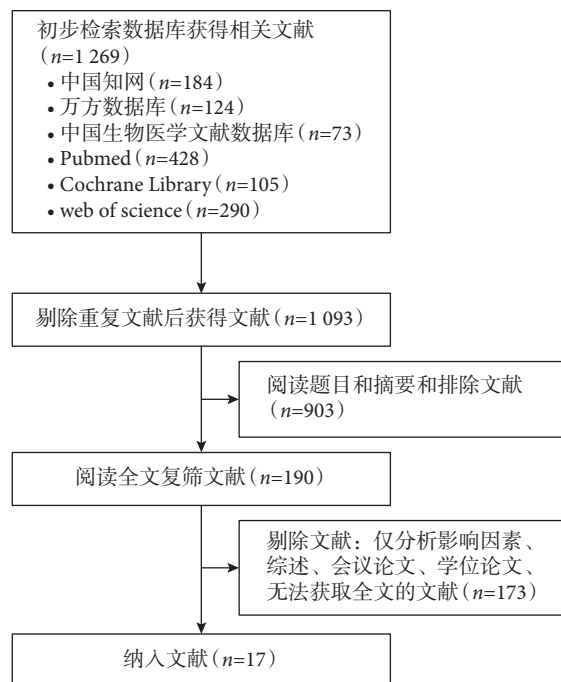 初步检索数据库获得相关文献
(n=1 269)
• 中国知网(n=184)
• 万方数据库(n=124)
• 中国生物医学文献数据库(n=73)
• Pubmed(n=428)
• Cochrane Library(n=105)
• web of science(n=290)
剔除重复文献后获得文献(n=1 093)
阅读题目和摘要和排除文献
(n=903)
阅读全文复筛文献(n=190)
剔除文献：仅分析影响因素、
综述、会议论文、学位论文、
无法获取全文的文献(n=173)
纳入文献(n=17)